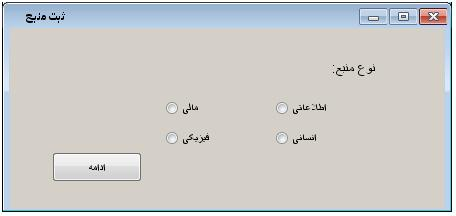 ثبت منبع
نوع منبع:
اطلاعاتی
مالی
انسانی
فیزیکی
ادامه